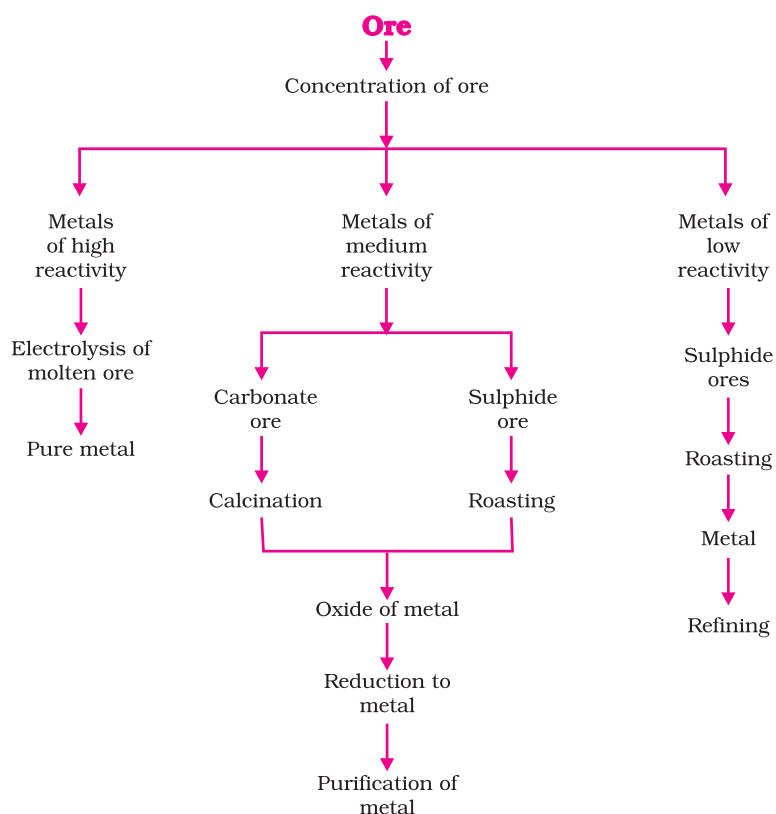 Ore
Concentration of ore
Metals
of high
reactivity
Electrolysis of
molten ore
Pure metal
Metals of
medium
reactivity
Carbonate
ore
Calcination
Sulphide
ore
Roasting
Oxide of metal
Reduction to
metal
Purification of
metal
Metals of
low
reactivity
Sulphide
ores
Roasting
Metal
Refining